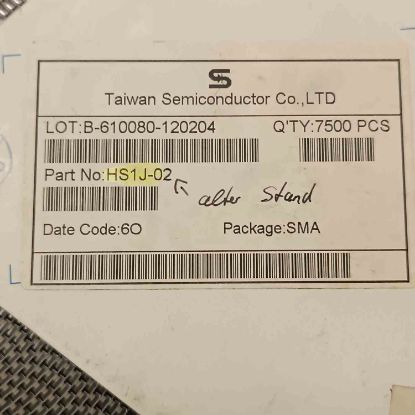 Taiwan Semiconductor Co.,LTD
LOT:B-610080-120204 Q'TY:7500 PCS
Part No:HS1J-02
alter Stand
Date Code:6O Package:SMA